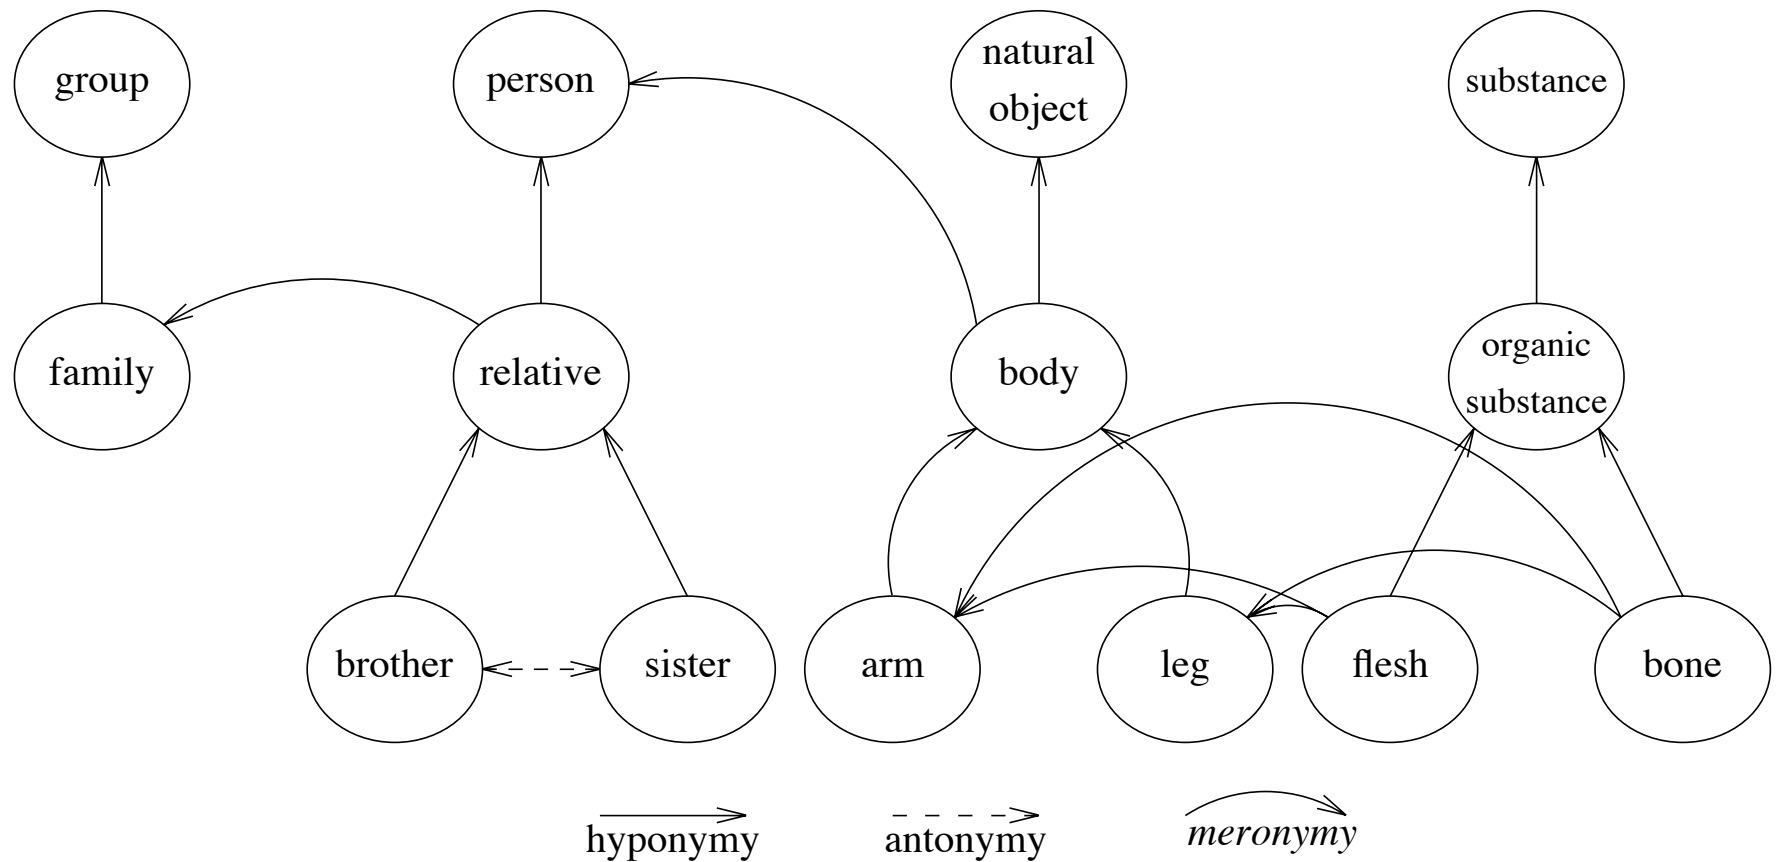 group
person
natural
object
substance
family
relative
body
organic
substance
brother
sister
arm
leg
flesh
bone
hyponymy
antonymy
meronymy